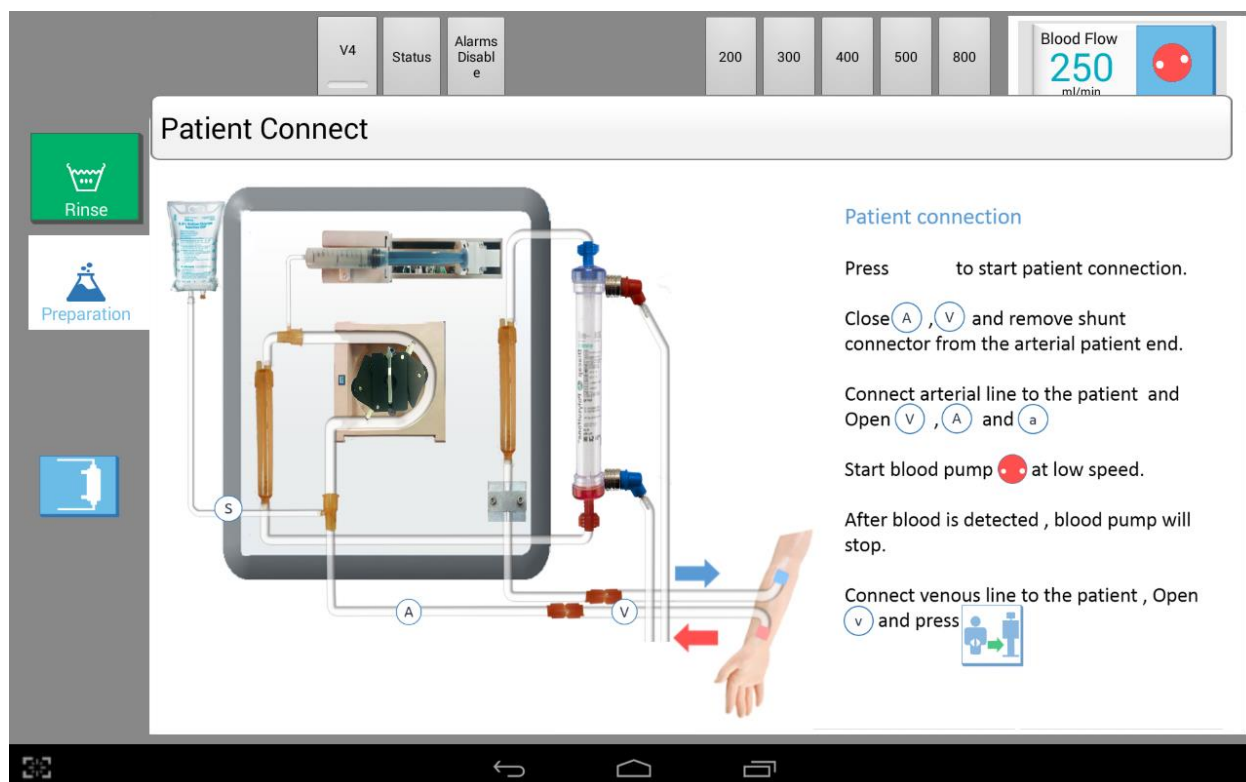 V4
Status
Alarms
Disabl
e
200
300
400
500
800
Blood Flow
250
ml/min
Patient Connect
Rinse
Preparation
Patient connection
Press to start patient connection.
Close A , V and remove shunt
connector from the arterial patient end.
Connect arterial line to the patient and
Open V , A and a
Start blood pump at low speed.
After blood is detected , blood pump will
stop.
Connect venous line to the patient , Open
v and press
S
A
V